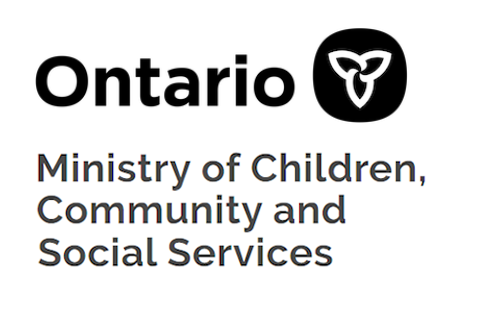 Ontario
Ministry of Children,
Community and
Social Services